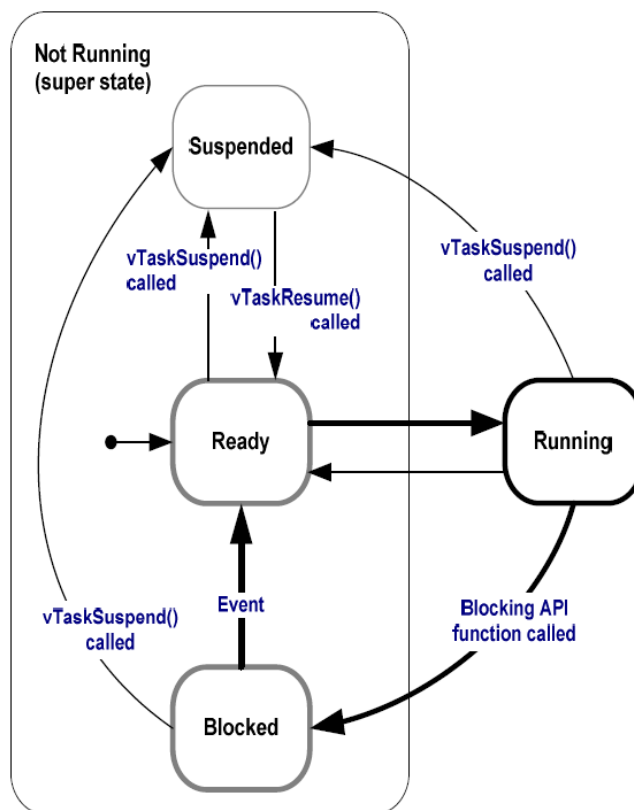 Not Running
(super state)
Suspended
vTaskSuspend()
called
vTaskResume()
called
vTaskSuspend()
called
Ready
Running
Event
vTaskSuspend()
called
Blocking API
function called
Blocked